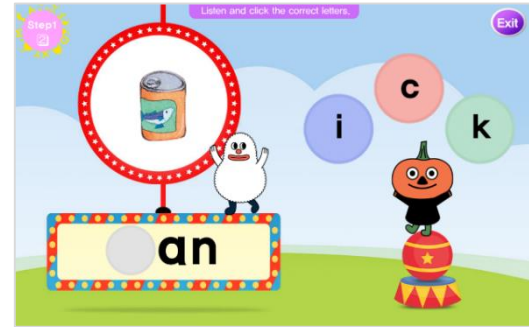 Listen and click the correct letters.
Step1
Exit
i
c
k
an